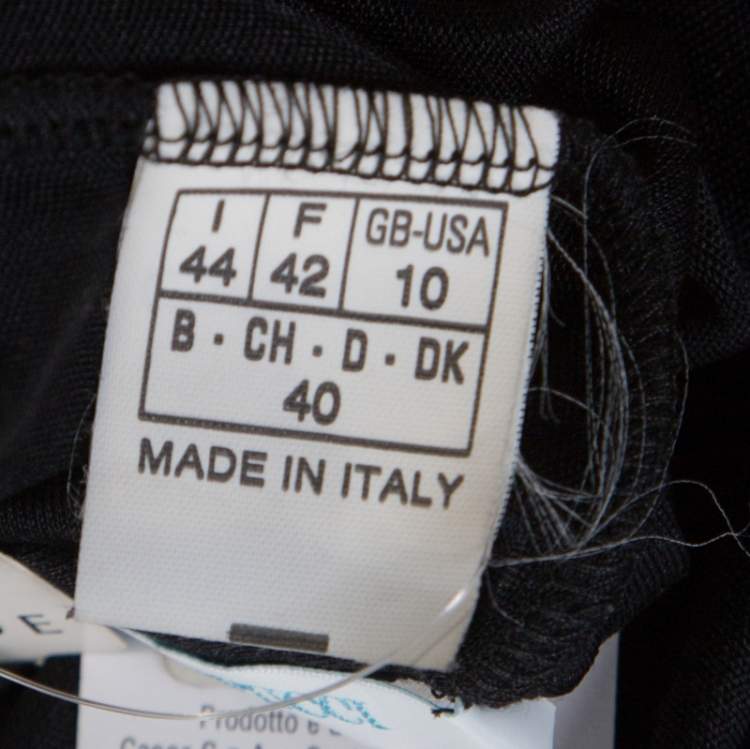 I F GB-USA
44 42 10
B · CH · D · DK
40
MADE IN ITALY
Prodotto e